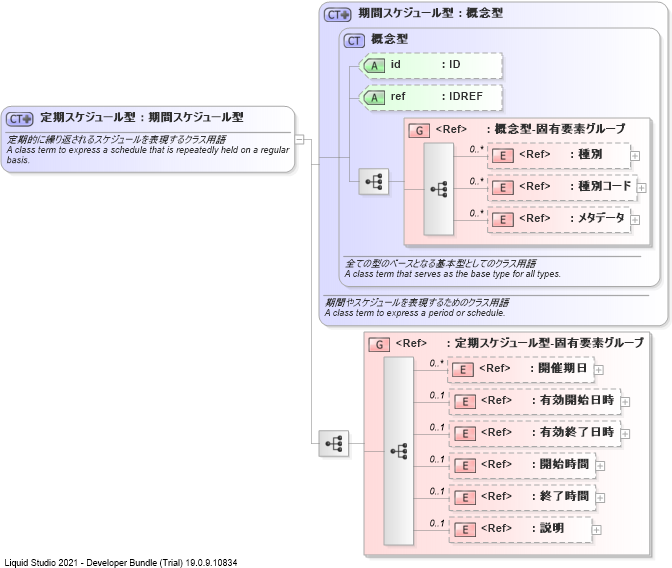 CT 期間スケジュール型 : 概念型
CT 概念型
A id : ID
A ref : IDREF
CT 定期スケジュール型 : 期間スケジュール型
定期的に繰り返されるスケジュールを表現するクラス用語
A class term to express a schedule that is repeatedly held on a regular
basis.
G <Ref> : 概念型-固有要素グループ
0..* E <Ref> : 種別
0..* E <Ref> : 種別コード
0..* E <Ref> : メタデータ
全ての型のベースとなる基本型としてのクラス用語
A class term that serves as the base type for all types.
期間やスケジュールを表現するためのクラス用語
A class term to express a period or schedule.
G <Ref> : 定期スケジュール型-固有要素グループ
0..* E <Ref> : 開催期日
0..1 E <Ref> : 有効開始日時
0..1 E <Ref> : 有効終了日時
0..1 E <Ref> : 開始時間
0..1 E <Ref> : 終了時間
0..1 E <Ref> : 説明
Liquid Studio 2021 - Developer Bundle (Trial) 19.0.9.10834